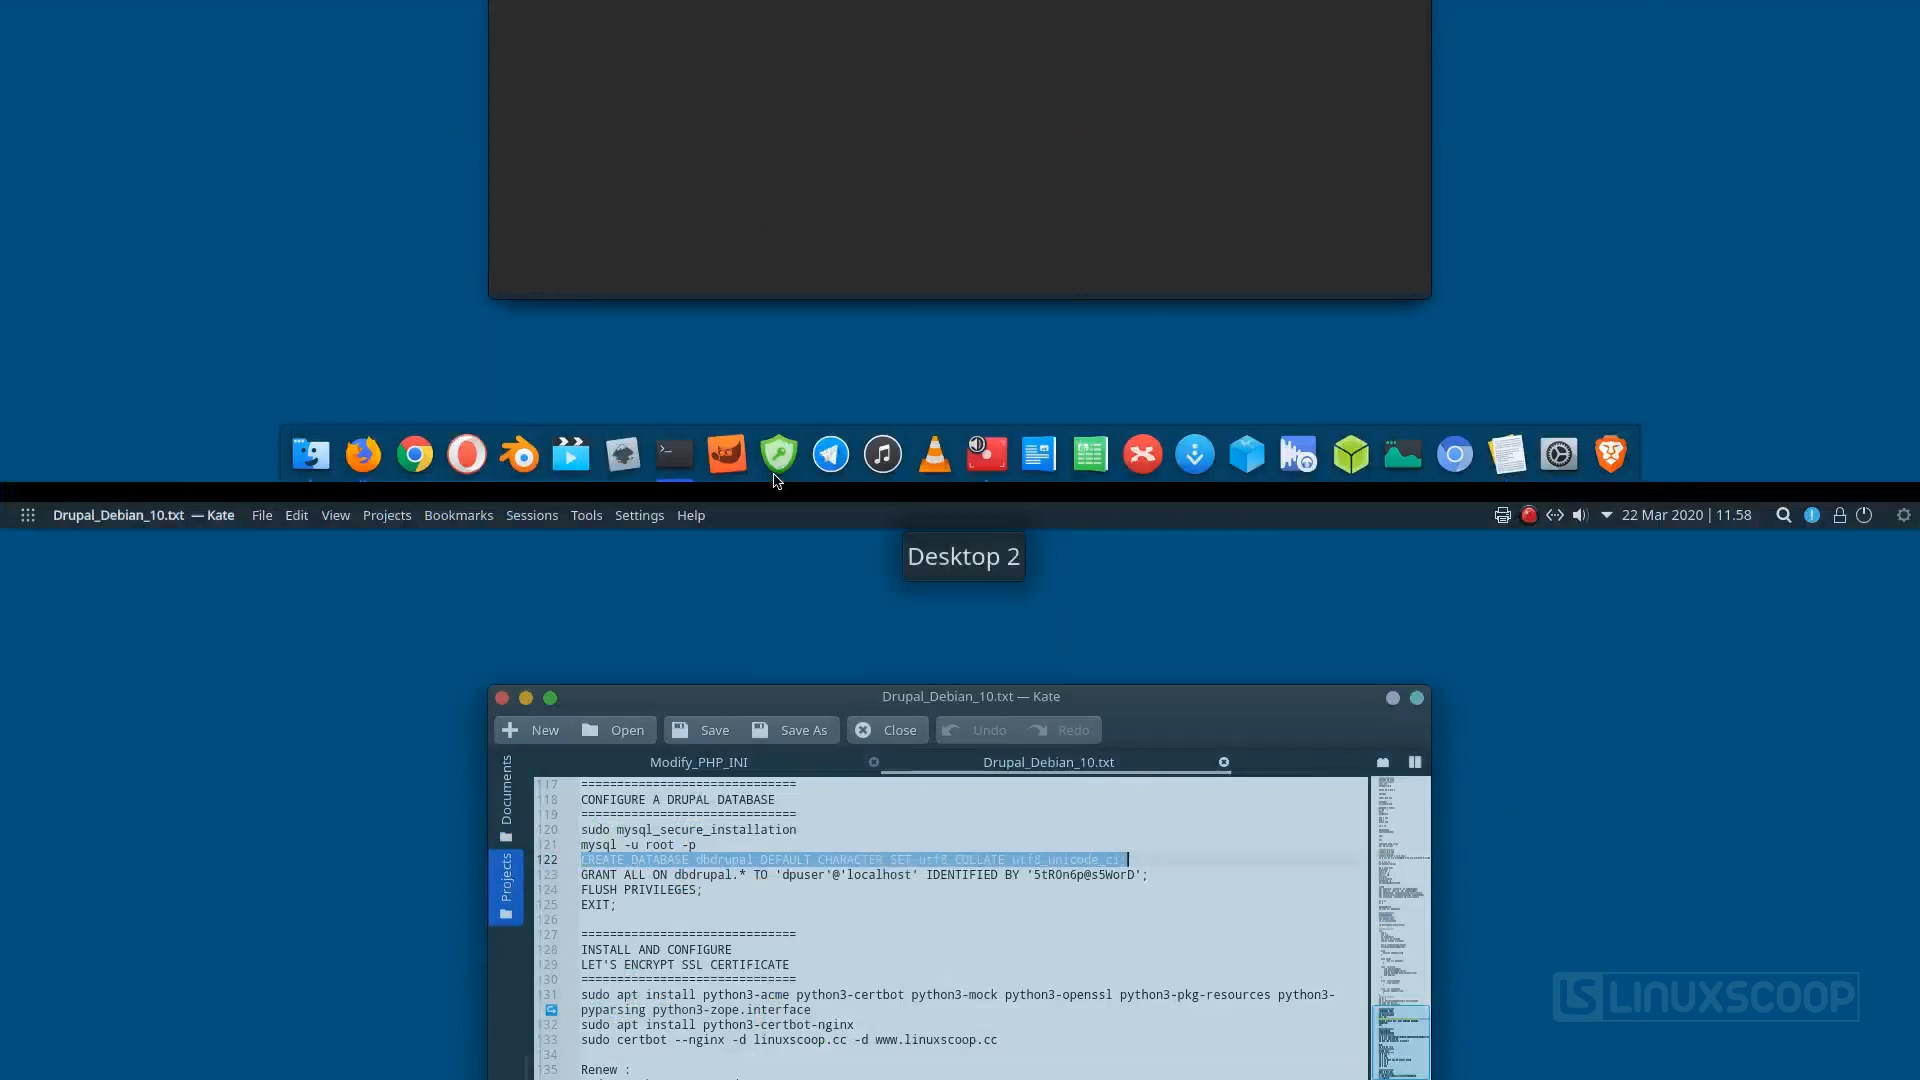 Drupal_Debian_10.txt — Kate File Edit View Projects Bookmarks Sessions Tools Settings Help 22 Mar 2020 | 11.58
Desktop 2
Drupal_Debian_10.txt — Kate
New Open Save Save As Close Undo Redo
Modify_PHP_INI Drupal_Debian_10.txt
Documents
Projects
117 ==============================
118 CONFIGURE A DRUPAL DATABASE
119 ==============================
120 sudo mysql_secure_installation
121 mysql -u root -p
122 CREATE DATABASE dbdrupal DEFAULT CHARACTER SET utf8 COLLATE utf8_unicode_ci;
123 GRANT ALL ON dbdrupal.* TO 'dpuser'@'localhost' IDENTIFIED BY '5tR0n6p@s5WorD';
124 FLUSH PRIVILEGES;
125 EXIT;
126
127 ==============================
128 INSTALL AND CONFIGURE
129 LET'S ENCRYPT SSL CERTIFICATE
130 ==============================
131 sudo apt install python3-acme python3-certbot python3-mock python3-openssl python3-pkg-resources python3-
pyparsing python3-zope.interface
132 sudo apt install python3-certbot-nginx
133 sudo certbot --nginx -d linuxscoop.cc -d www.linuxscoop.cc
134
135 Renew :
LS LINUXSCOOP